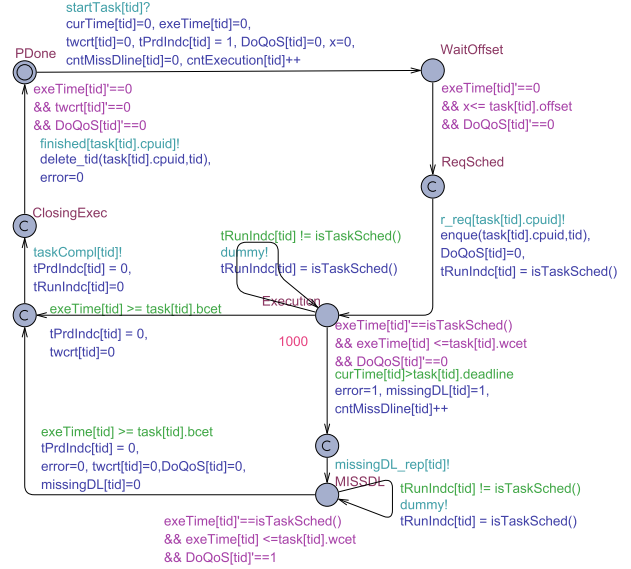 startTask[tid]?
curTime[tid]=0, exeTime[tid]=0,
twcrt[tid]=0, tPrdIndc[tid] = 1, DoQoS[tid]=0, x=0,
cntMissDline[tid]=0, cntExecution[tid]++
PDone
WaitOffset
exeTime[tid]'==0
&& twcrt[tid]'==0
&& DoQoS[tid]'==0
exeTime[tid]'==0
&& x<= task[tid].offset
&& DoQoS[tid]'==0
finished[task[tid].cpuid]!
delete_tid(task[tid].cpuid,tid),
error=0
ReqSched
C
ClosingExec
C
r_req[task[tid].cpuid]!
enque(task[tid].cpuid,tid),
DoQoS[tid]=0,
tRunIndc[tid] = isTaskSched()
tRunIndc[tid] != isTaskSched()
dummy!
tRunIndc[tid] = isTaskSched()
taskCompl[tid]!
tPrdIndc[tid] = 0,
tRunIndc[tid]=0
Execution
exeTime[tid] >= task[tid].bcet
C
tPrdIndc[tid] = 0,
twcrt[tid]=0
1000
exeTime[tid]'==isTaskSched()
&& exeTime[tid] <=task[tid].wcet
&& DoQoS[tid]'==0
curTime[tid]>task[tid].deadline
error=1, missingDL[tid]=1,
cntMissDline[tid]++
exeTime[tid] >= task[tid].bcet
tPrdIndc[tid] = 0,
error=0, twcrt[tid]=0,DoQoS[tid]=0,
missingDL[tid]=0
C
missingDL_rep[tid]!
MISSDL
tRunIndc[tid] != isTaskSched()
dummy!
tRunIndc[tid] = isTaskSched()
exeTime[tid]'==isTaskSched()
&& exeTime[tid] <=task[tid].wcet
&& DoQoS[tid]'==1